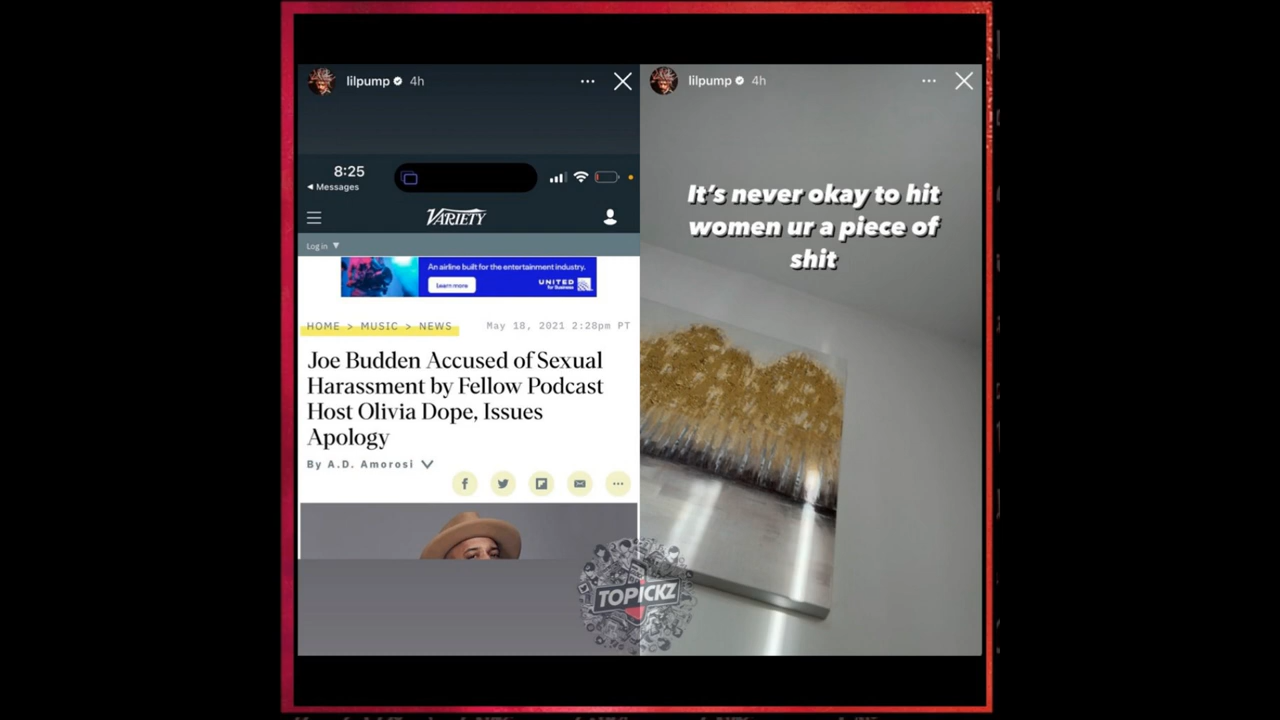 lilpump 4h
8:25
Messages
VARIETY
Log in
An airline built for the entertainment industry.
Learn more
UNITED
for Business
HOME > MUSIC > NEWS May 18, 2021 2:28pm PT
Joe Budden Accused of Sexual
Harassment by Fellow Podcast
Host Olivia Dope, Issues
Apology
By A.D. Amorosi
lilpump 4h
It's never okay to hit
women ur a piece of
shit
TOPICKZ